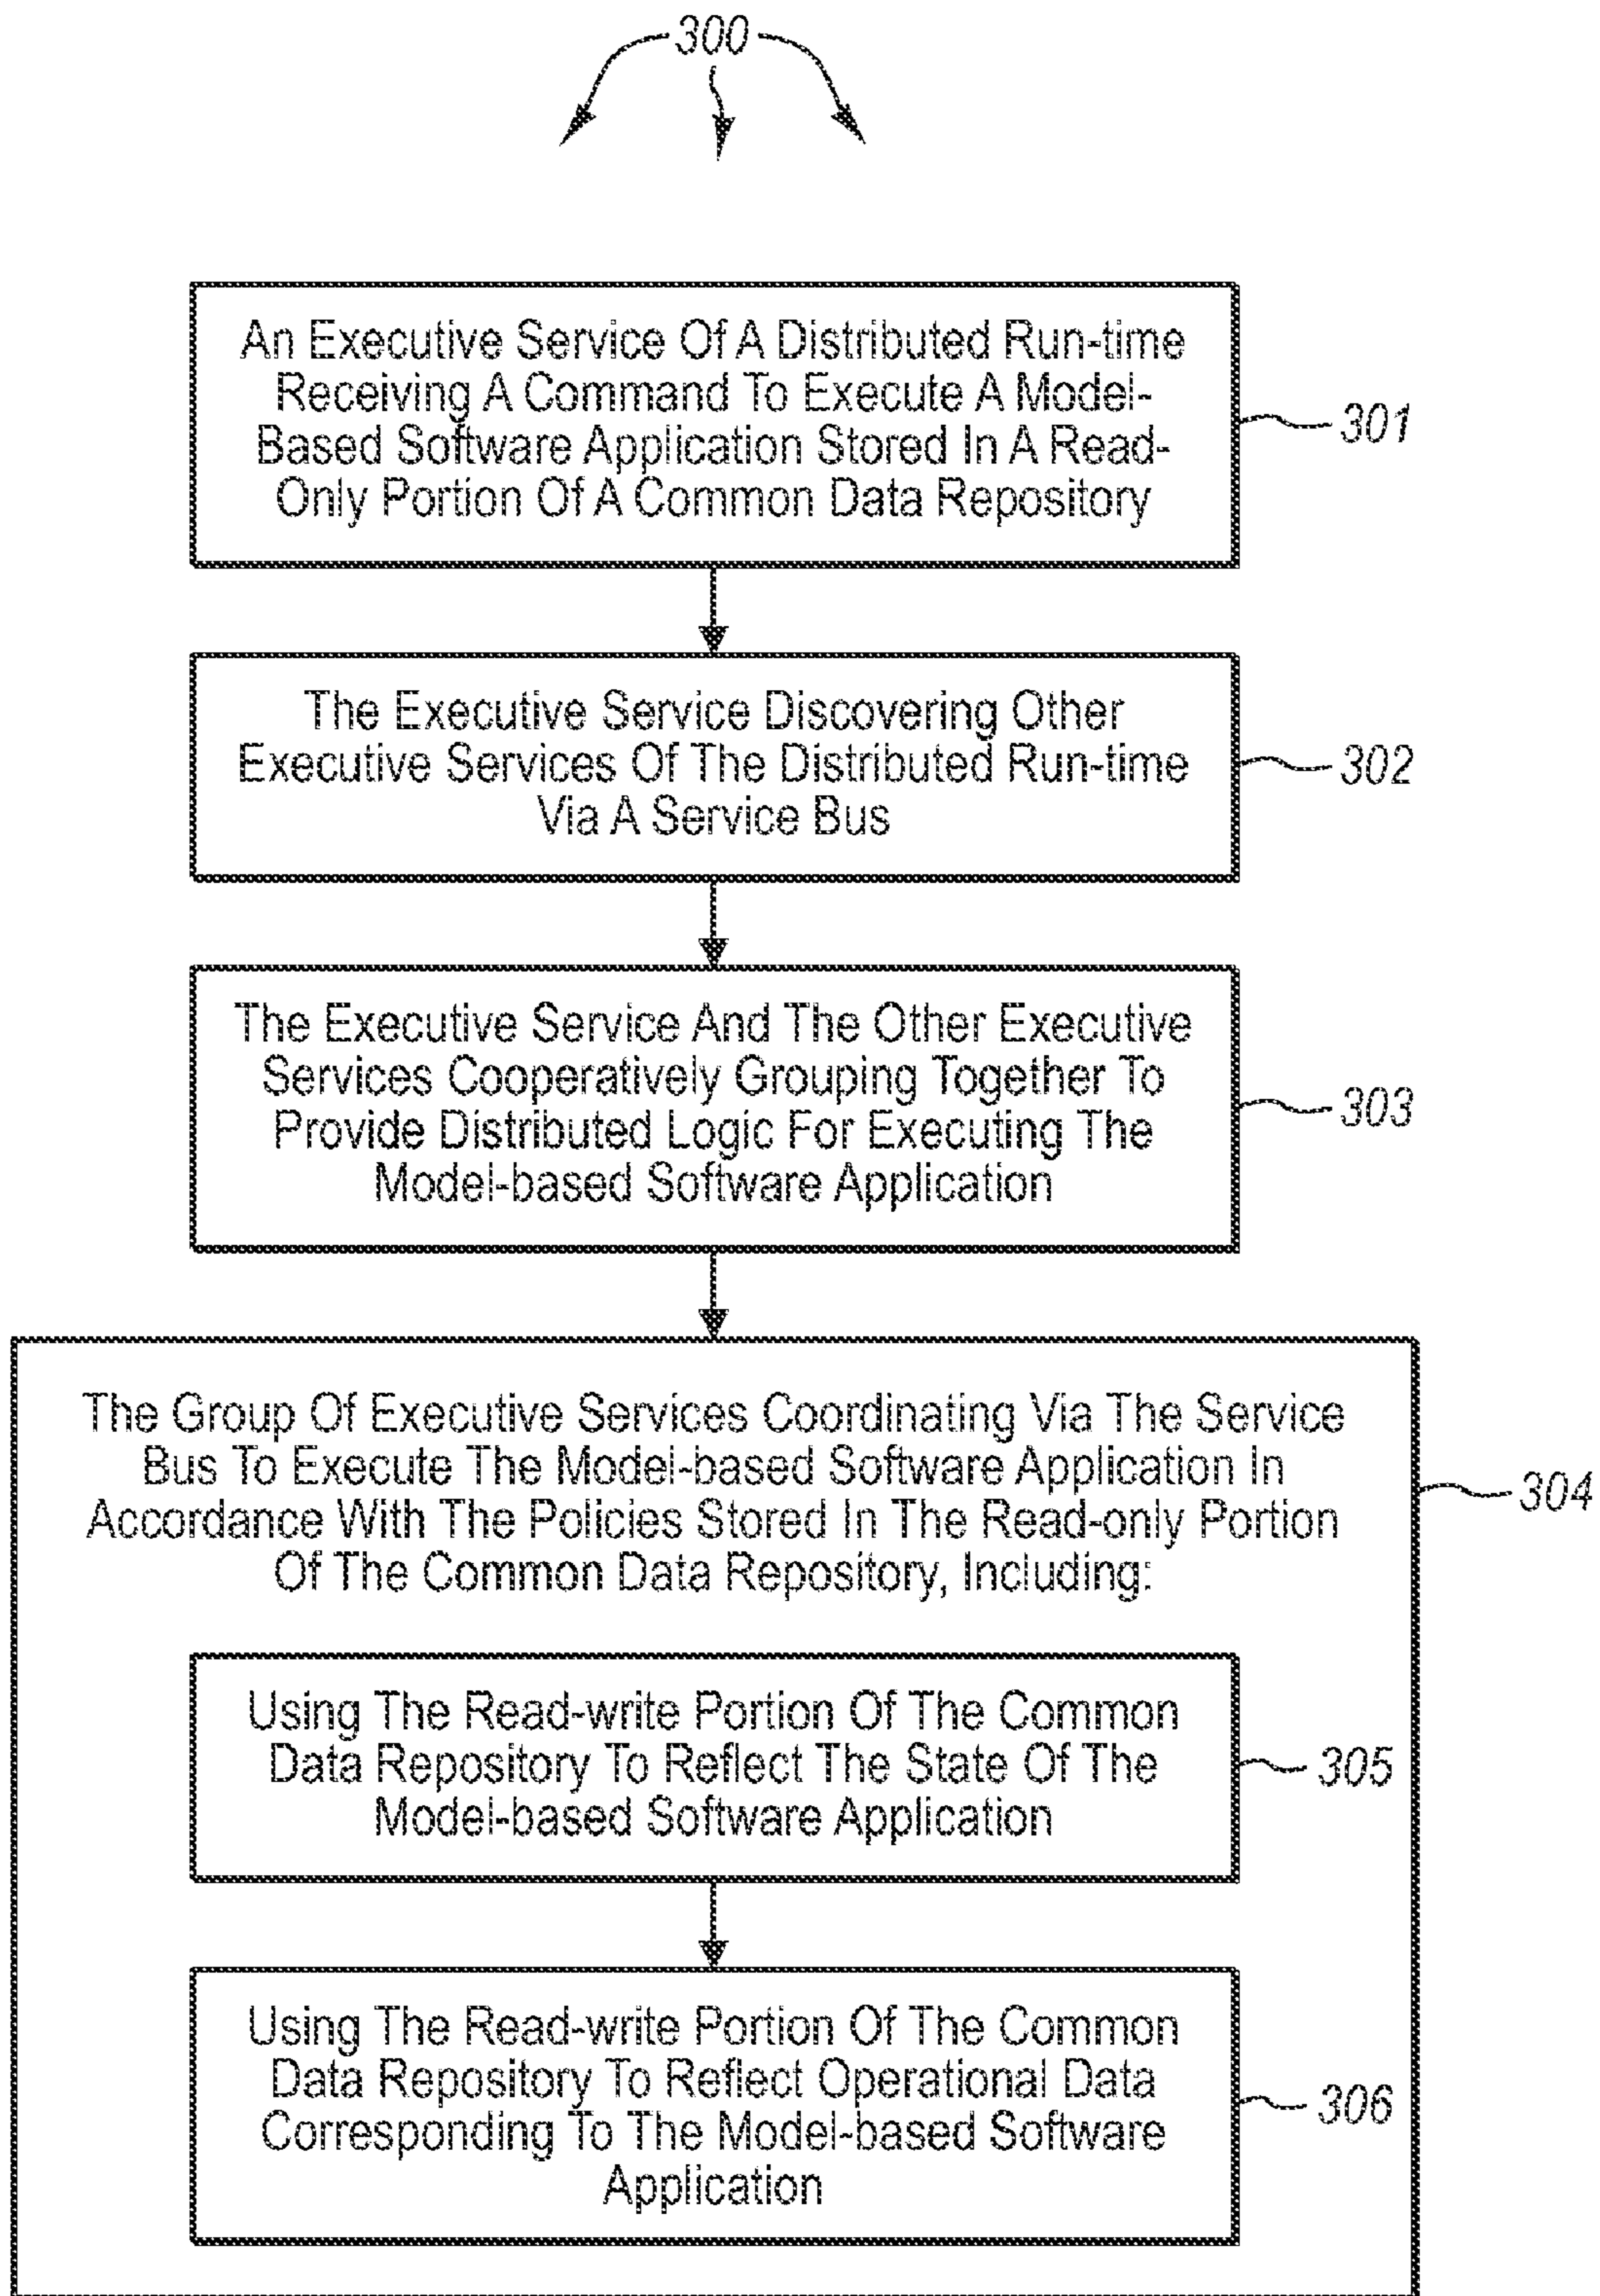 300
An Executive Service Of A Distributed Run-time
Receiving A Command To Execute A Model-
Based Software Application Stored In A Read-
Only Portion Of A Common Data Repository
301
The Executive Service Discovering Other
Executive Services Of The Distributed Run-time
Via A Service Bus
302
The Executive Service And The Other Executive
Services Cooperatively Grouping Together To
Provide Distributed Logic For Executing The
Model-based Software Application
303
The Group Of Executive Services Coordinating Via The Service
Bus To Execute The Model-based Software Application In
Accordance With The Policies Stored In The Read-only Portion
Of The Common Data Repository, Including:
304
Using The Read-write Portion Of The Common
Data Repository To Reflect The State Of The
Model-based Software Application
305
Using The Read-write Portion Of The Common
Data Repository To Reflect Operational Data
Corresponding To The Model-based Software
Application
306